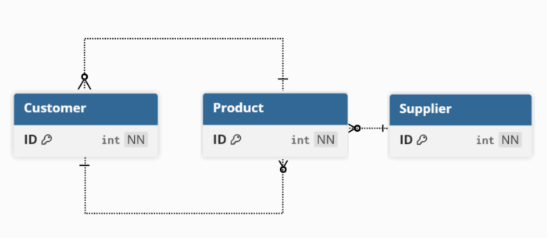 Customer
ID int NN
Product
ID int NN
Supplier
ID int NN